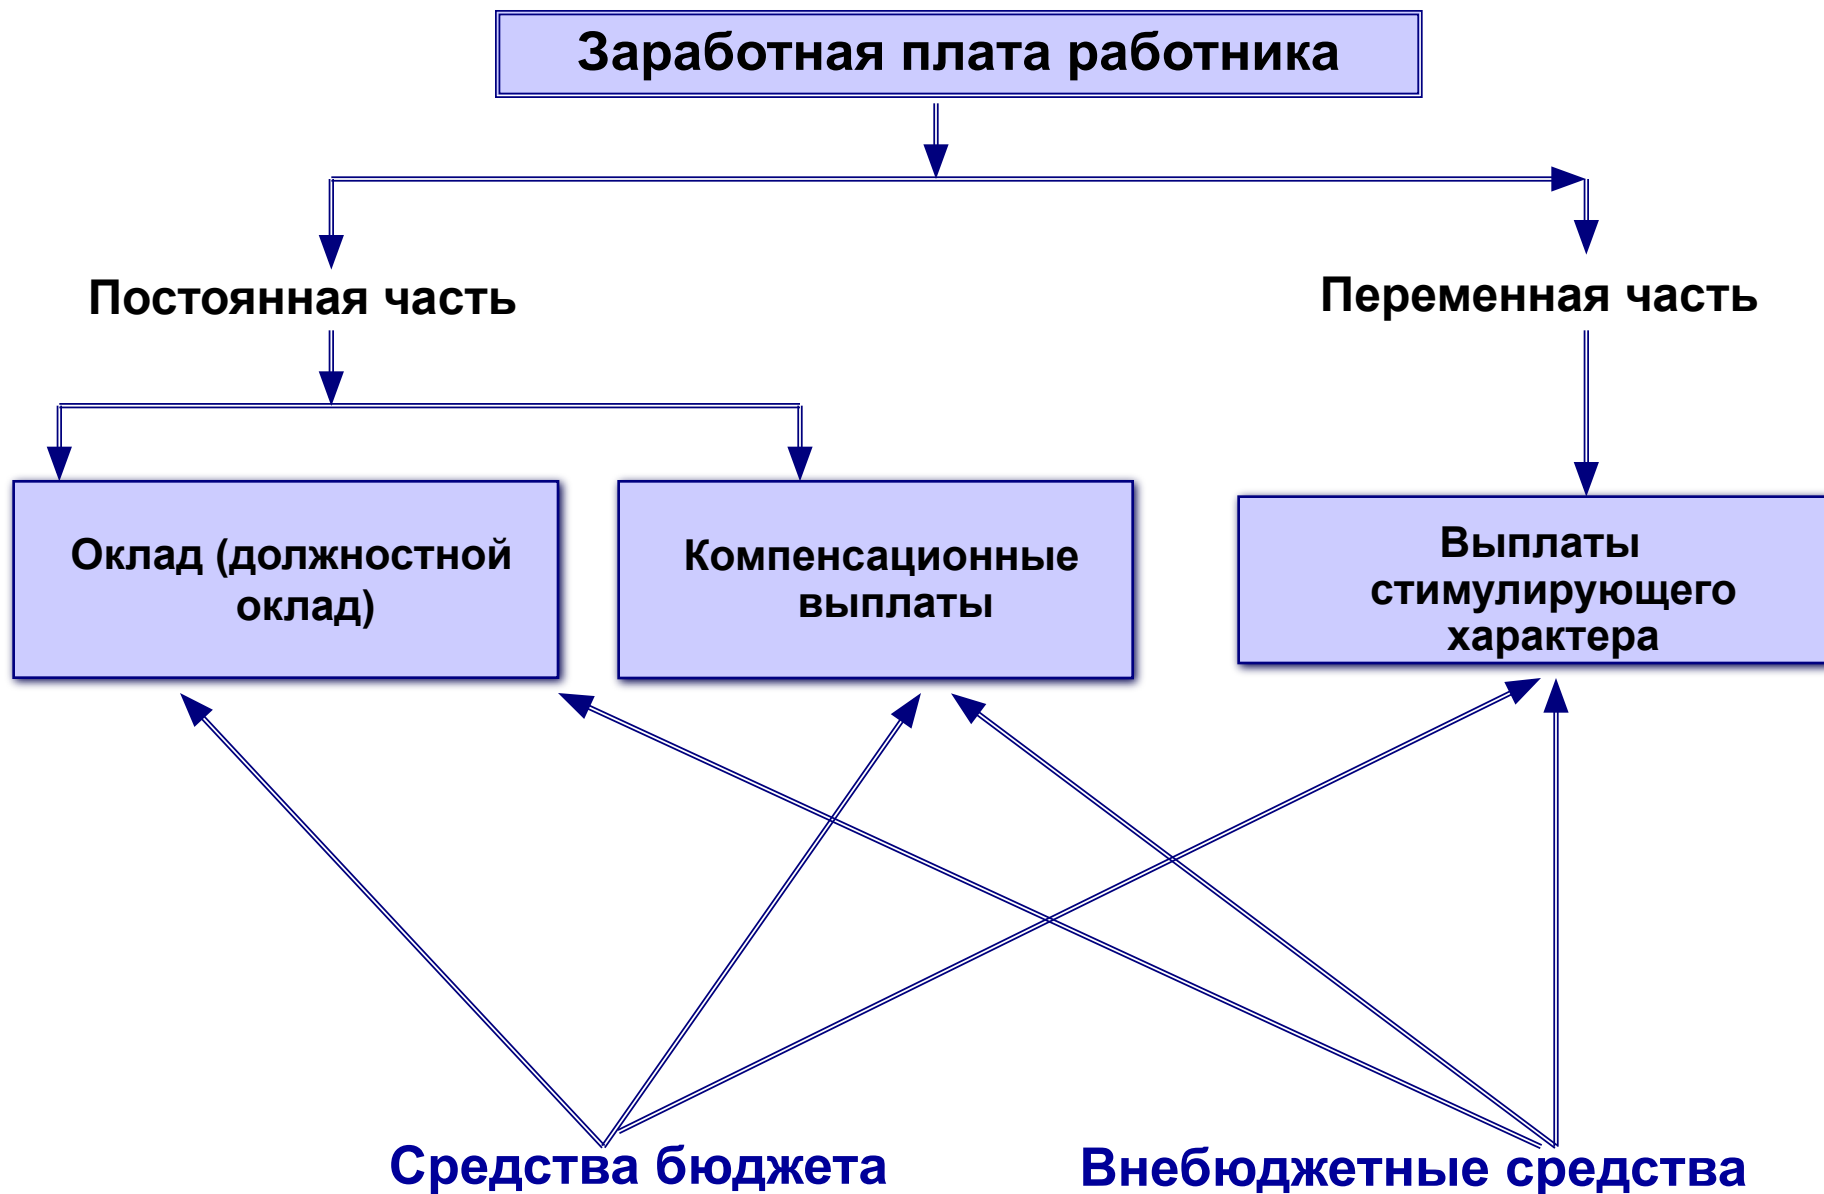 Заработная плата работника
Постоянная часть
Переменная часть
Оклад (должностной
оклад)
Компенсационные
выплаты
Выплаты
стимулирующего
характера
Средства бюджета
Внебюджетные средства